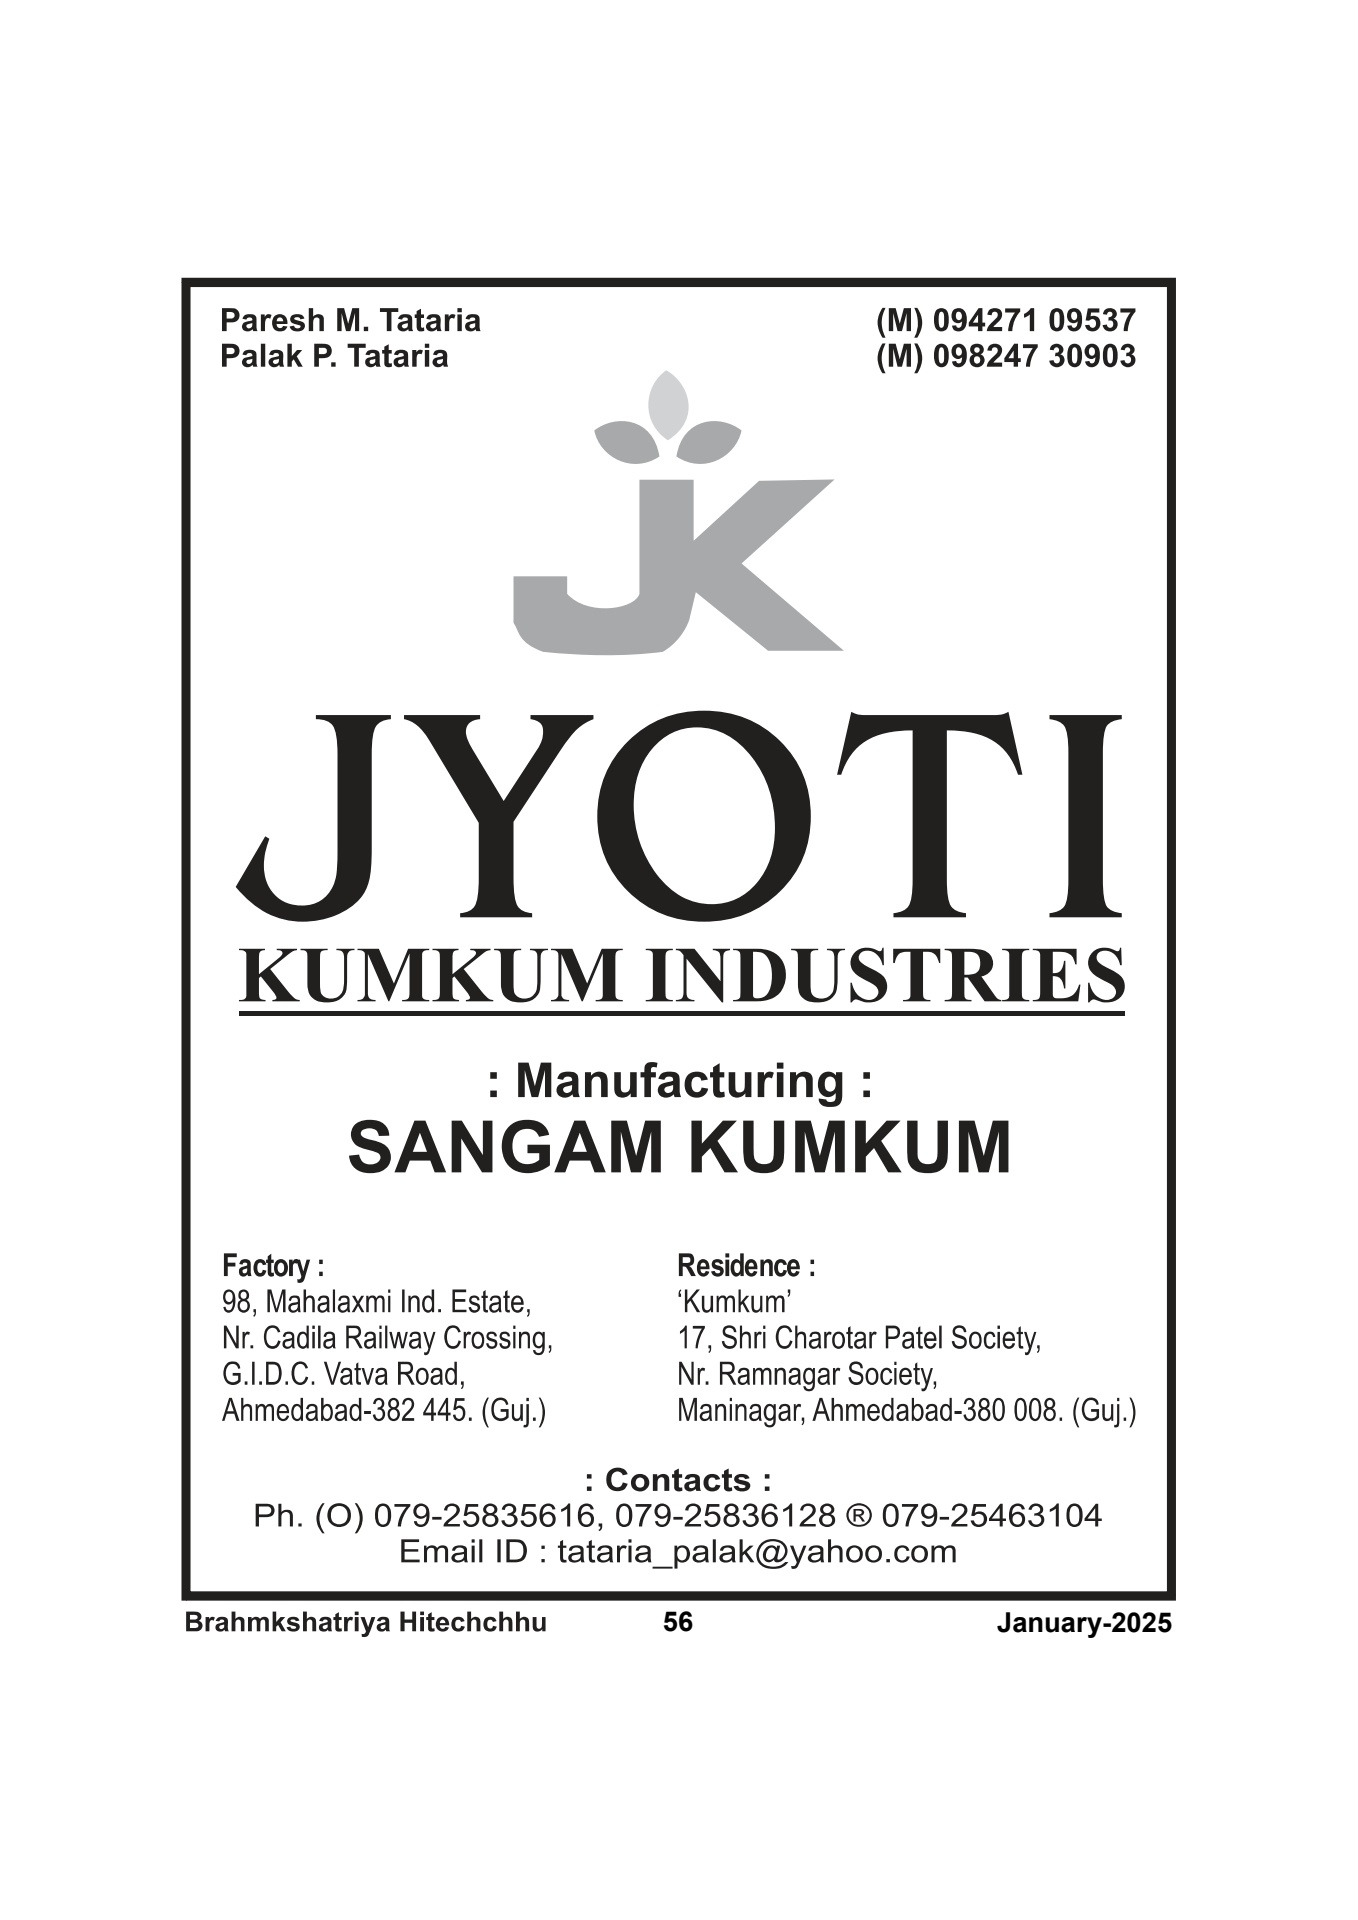 Paresh M. Tataria (M) 094271 09537
Palak P. Tataria (M) 098247 30903
JK
JYOTI
KUMKUM INDUSTRIES
: Manufacturing :
SANGAM KUMKUM
Factory :
98, Mahalaxmi Ind. Estate,
Nr. Cadila Railway Crossing,
G.I.D.C. Vatva Road,
Ahmedabad-382 445. (Guj.)
Residence :
‘Kumkum’
17, Shri Charotar Patel Society,
Nr. Ramnagar Society,
Maninagar, Ahmedabad-380 008. (Guj.)
: Contacts :
Ph. (O) 079-25835616, 079-25836128 ® 079-25463104
Email ID : tataria_palak@yahoo.com
Brahmkshatriya Hitechchhu 56 January-2025